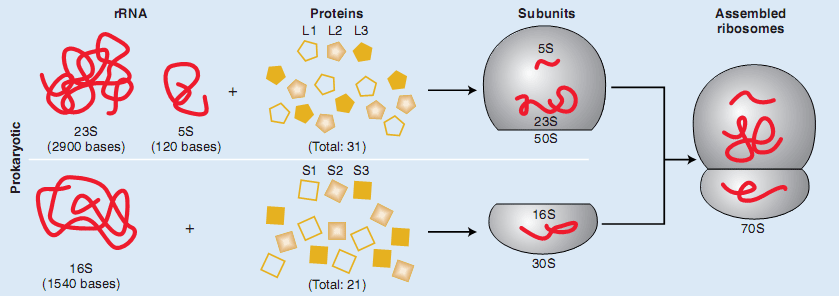 rRNA
Proteins
Subunits
Assembled
ribosomes
Prokaryotic
L1 L2 L3
23S
(2900 bases)
5S
(120 bases)
+
(Total: 31)
5S
23S
50S
S1 S2 S3
16S
(1540 bases)
+
(Total: 21)
16S
30S
70S